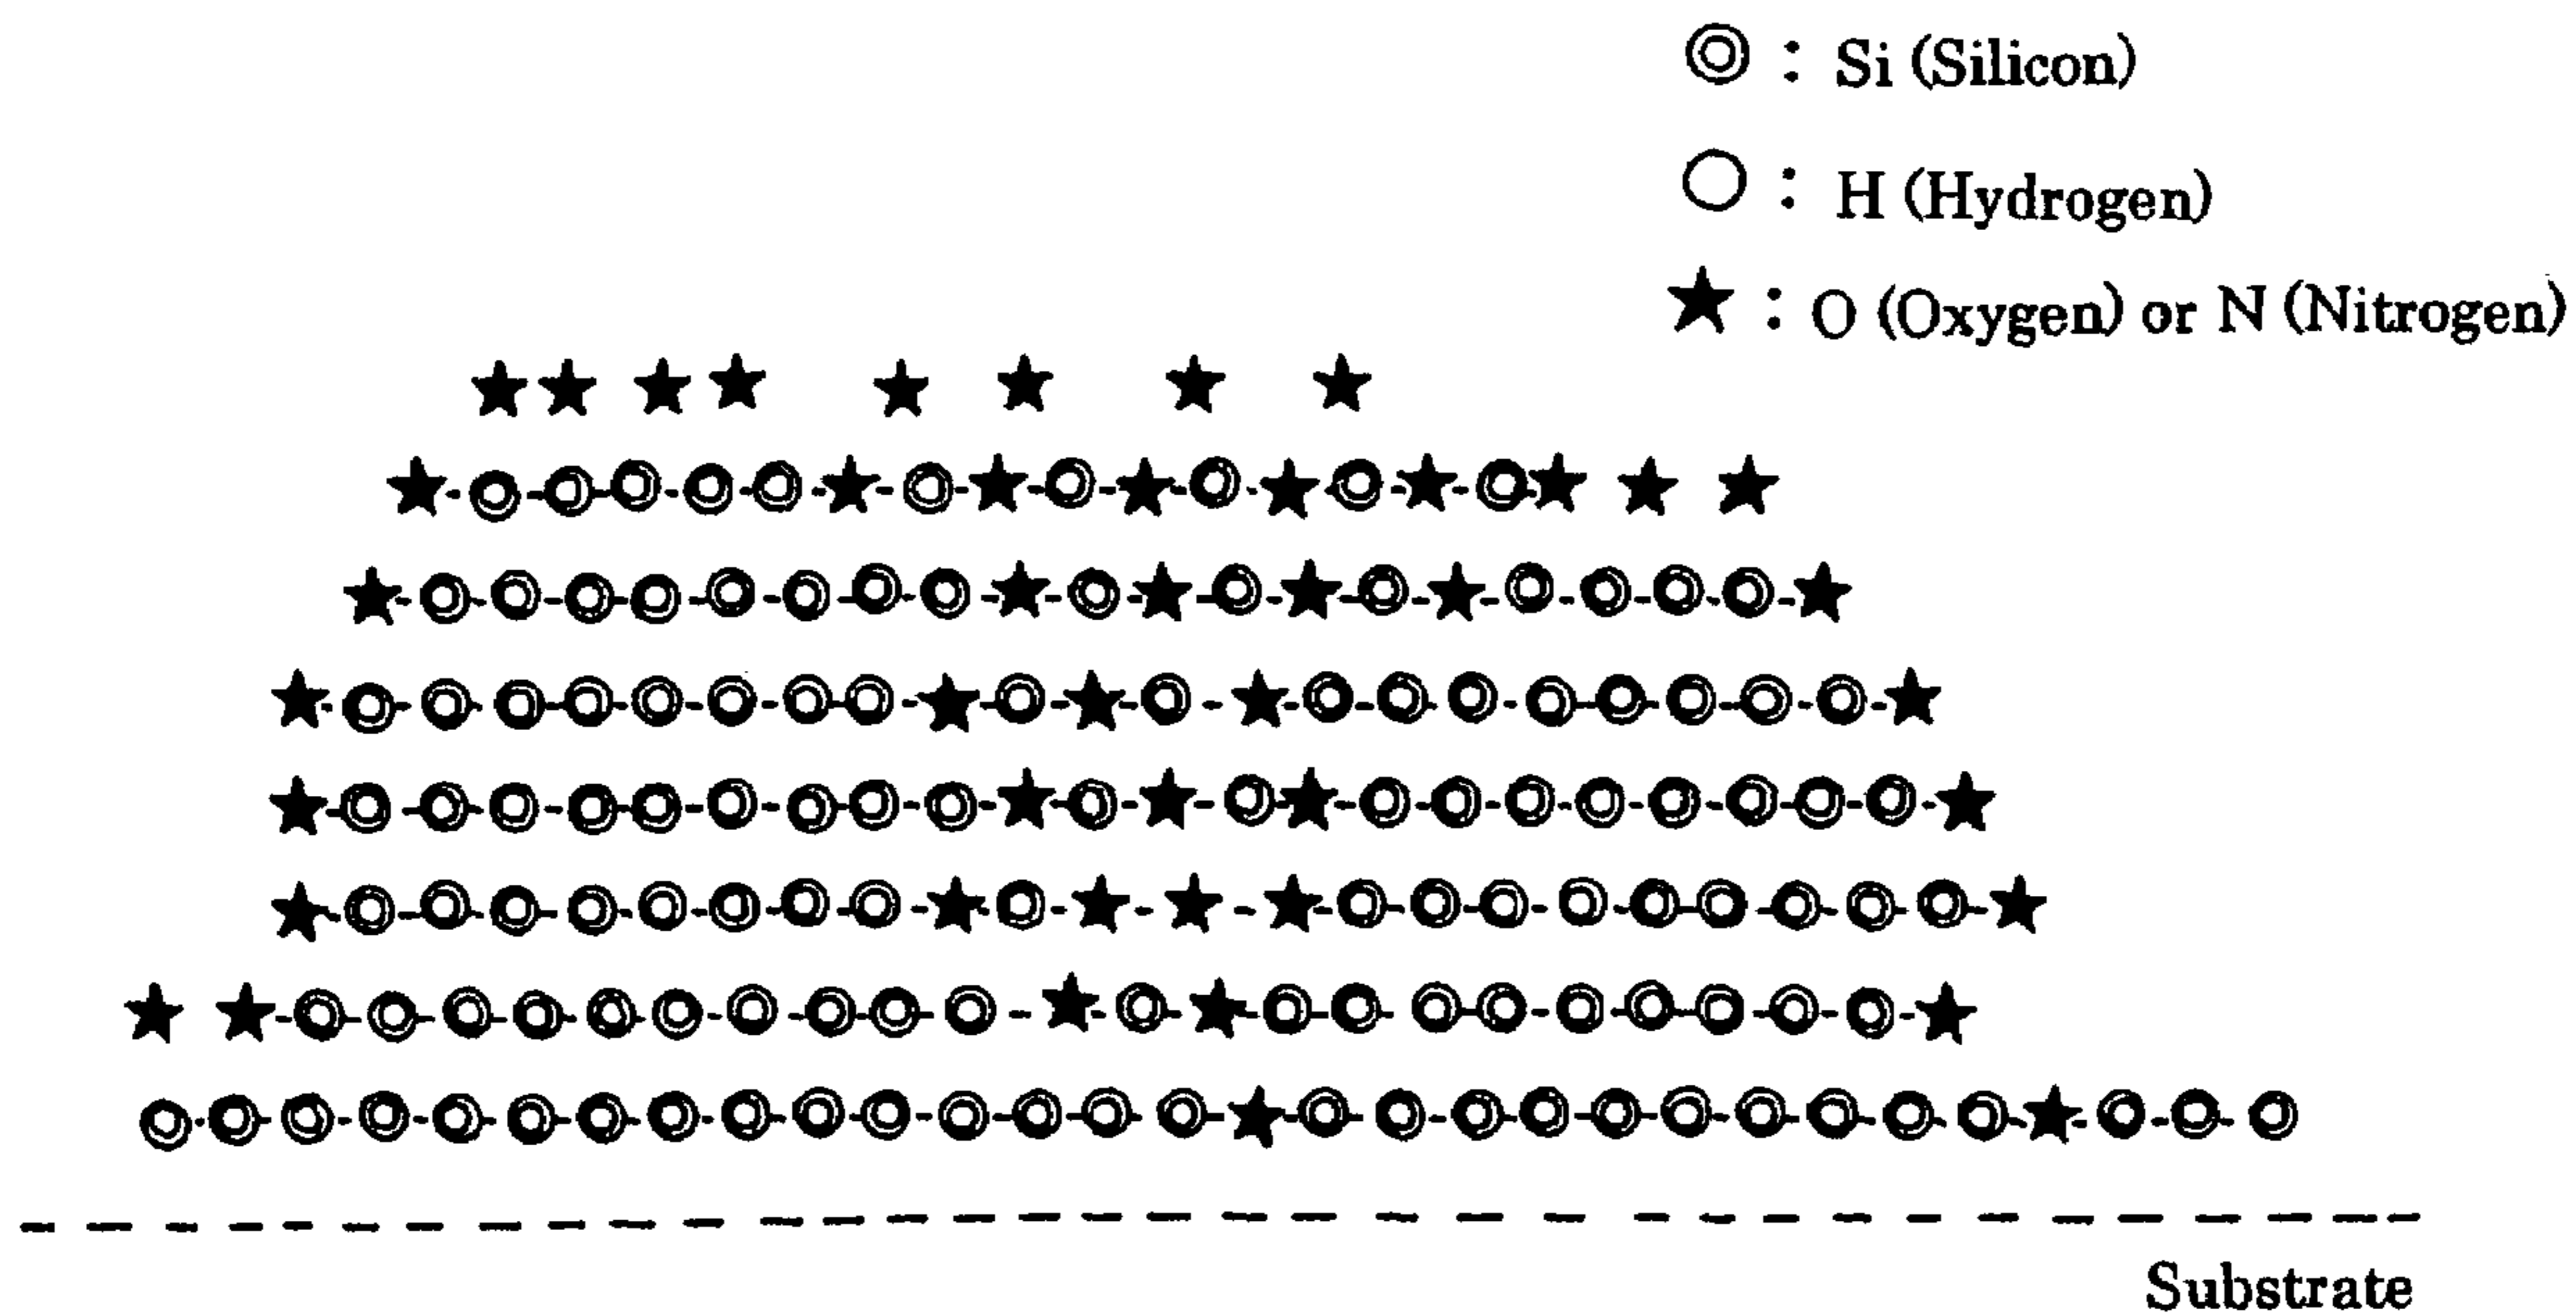 : Si (Silicon)
: H (Hydrogen)
: O (Oxygen) or N (Nitrogen)
Substrate